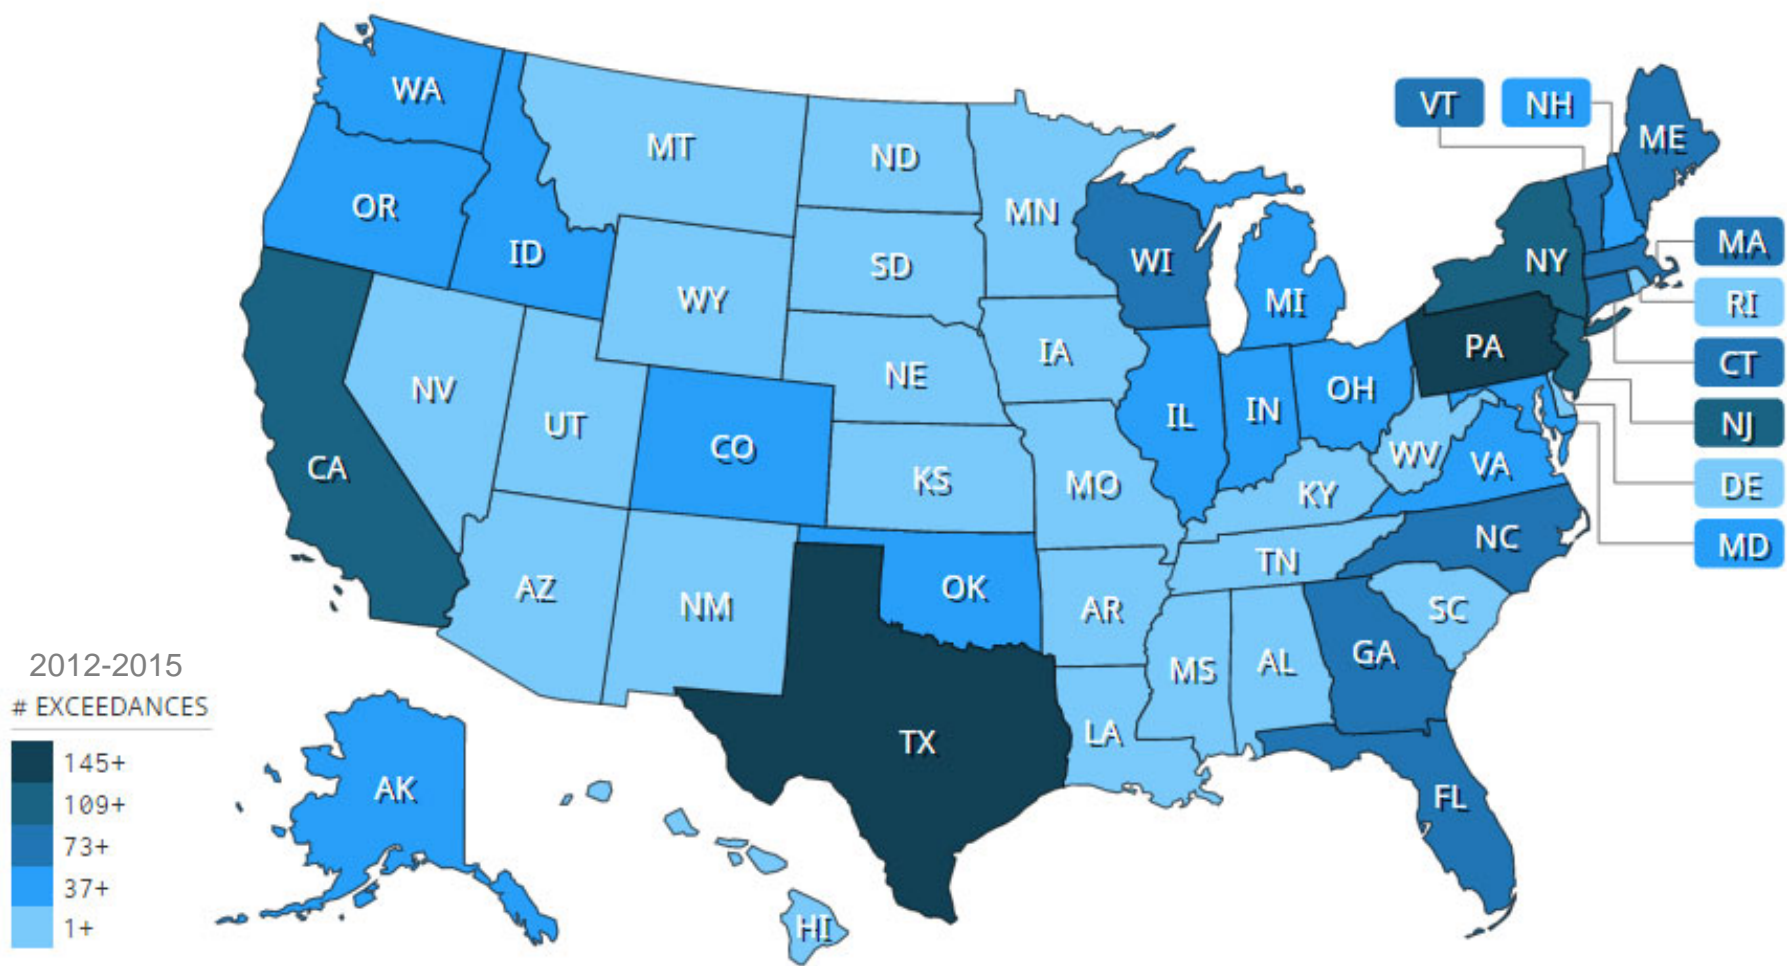 WA
MT
ND
MN
VT
NH
ME
OR
ID
SD
WI
NY
MA
WY
MI
RI
IA
PA
CT
NV
NE
OH
UT
IL
IN
NJ
CO
CA
KS
MO
WV
VA
DE
KY
NC
MD
AZ
NM
OK
TN
AR
SC
MS
AL
GA
LA
TX
FL
AK
HI
2012-2015
# EXCEEDANCES
145+
109+
73+
37+
1+